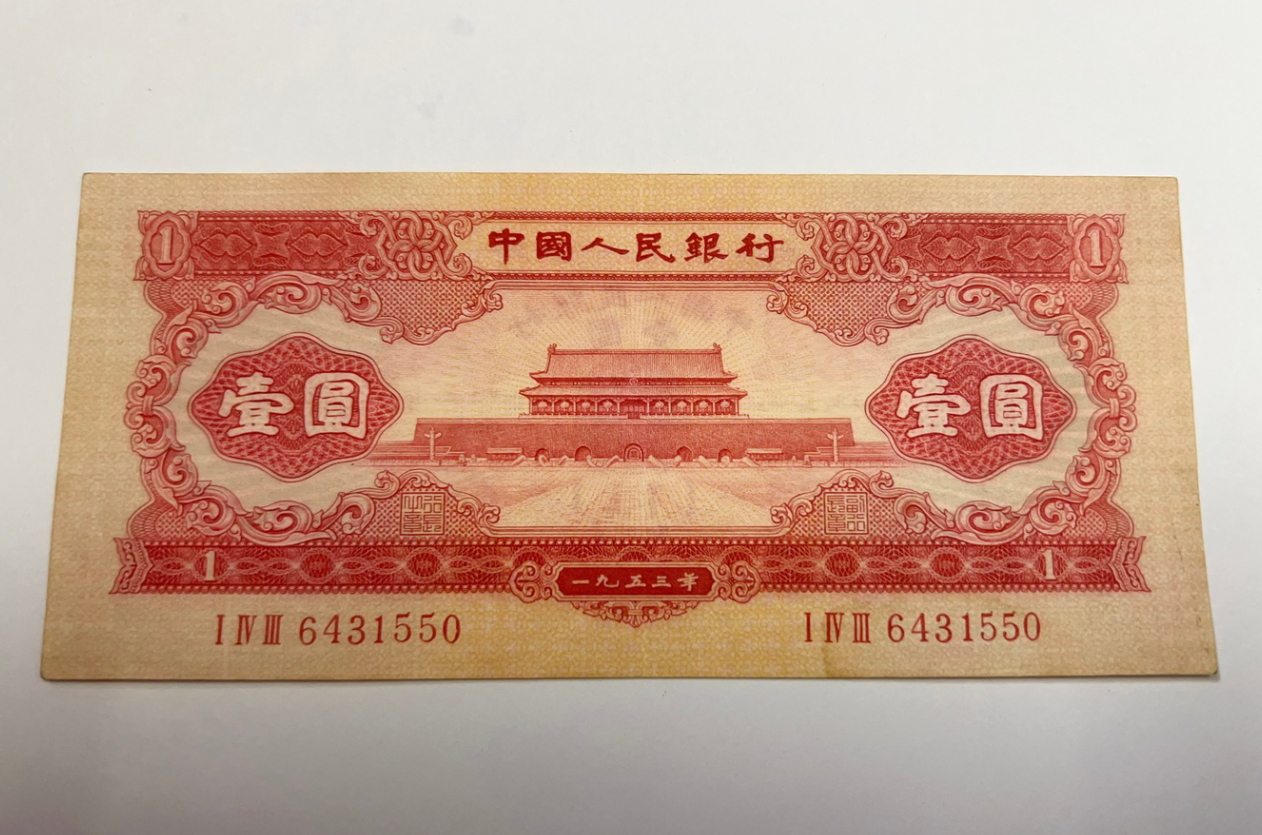 1 中國人民銀行 1
壹圓 壹圓
1 一九五三年 1
I IV III 6431550 I IV III 6431550